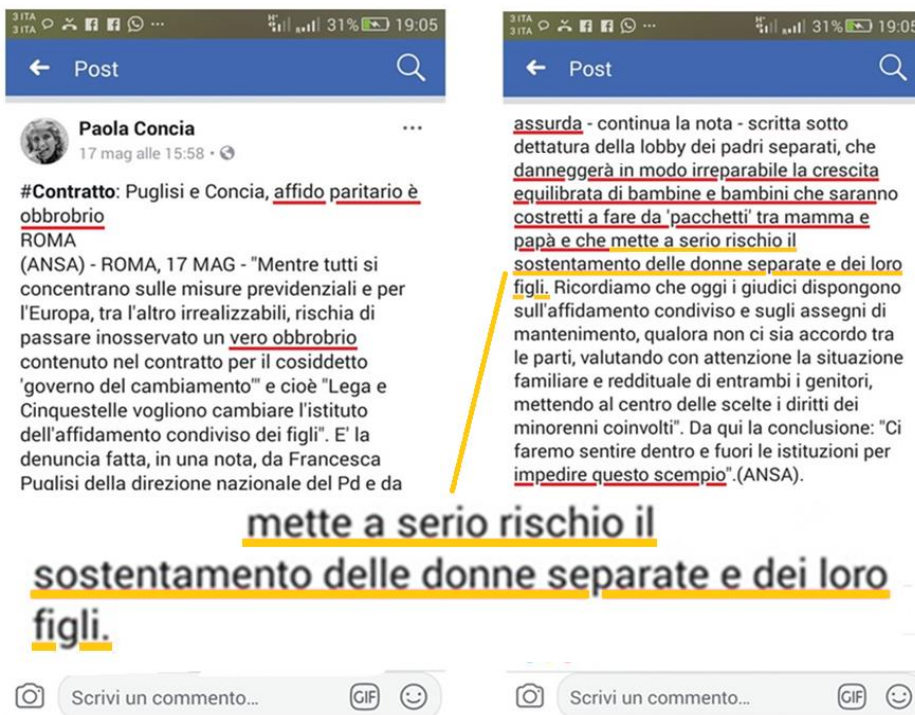 3 ITA
3 ITA
31% 19:05
Post
Paola Concia
17 mag alle 15:58
#Contratto: Puglisi e Concia, affido paritario è
obbrobrio
ROMA
(ANSA) - ROMA, 17 MAG - "Mentre tutti si
concentrano sulle misure previdenziali e per
l'Europa, tra l'altro irrealizzabili, rischia di
passare inosservato un vero obbrobrio
contenuto nel contratto per il cosiddetto
'governo del cambiamento'" e cioè "Lega e
Cinquestelle vogliono cambiare l'istituto
dell'affidamento condiviso dei figli". E' la
denuncia fatta, in una nota, da Francesca
Puglisi della direzione nazionale del Pd e da
3 ITA
3 ITA
31% 19:05
Post
assurda - continua la nota - scritta sotto
dettatura della lobby dei padri separati, che
danneggerà in modo irreparabile la crescita
equilibrata di bambine e bambini che saranno
costretti a fare da 'pacchetti' tra mamma e
papà e che mette a serio rischio il
sostentamento delle donne separate e dei loro
figli. Ricordiamo che oggi i giudici dispongono
sull'affidamento condiviso e sugli assegni di
mantenimento, qualora non ci sia accordo tra
le parti, valutando con attenzione la situazione
familiare e reddituale di entrambi i genitori,
mettendo al centro delle scelte i diritti dei
minorenni coinvolti". Da qui la conclusione: "Ci
faremo sentire dentro e fuori le istituzioni per
impedire questo scempio".(ANSA).
mette a serio rischio il
sostentamento delle donne separate e dei loro
figli.
Scrivi un commento...
GIF
Scrivi un commento...
GIF